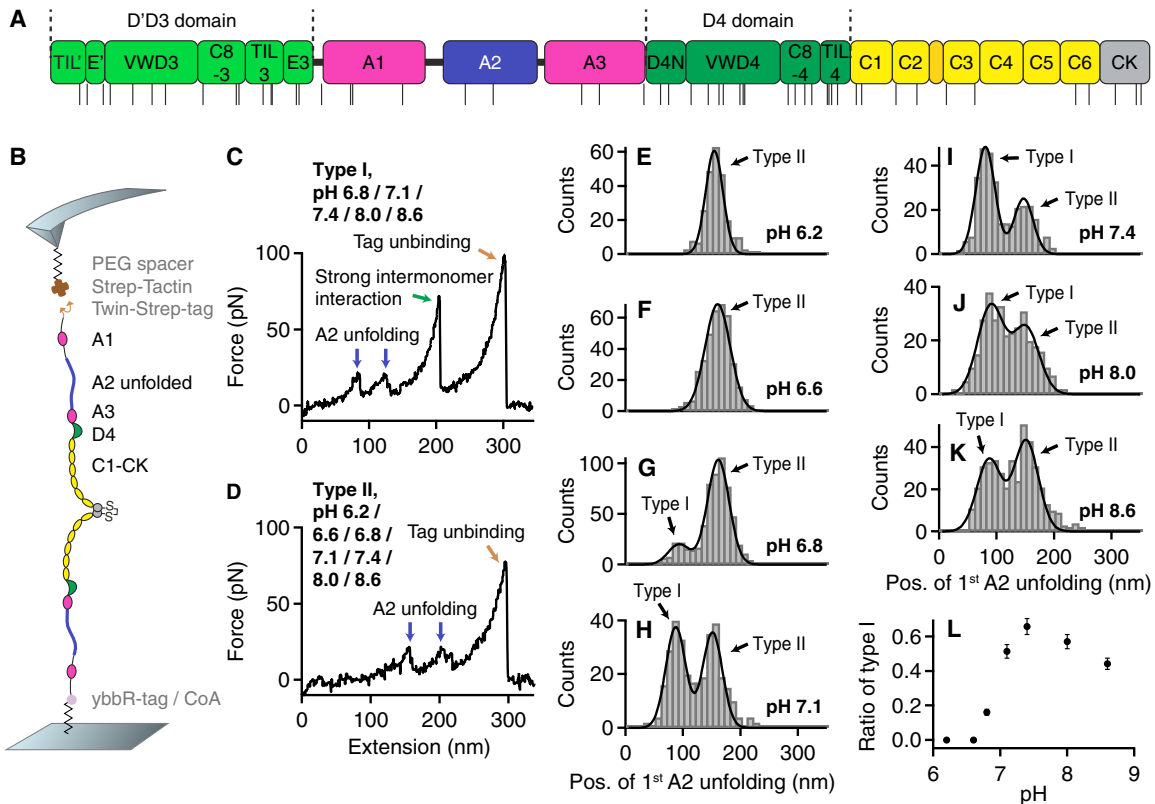 A
D'D3 domain
D4 domain
TIL'
E'
VWD3
C8
-3
TIL
3
E3
A1
A2
A3
D4N
VWD4
C8
-4
TIL
4
C1
C2
C3
C4
C5
C6
CK
B
PEG spacer
Strep-Tactin
Twin-Strep-tag
A1
A2 unfolded
A3
D4
C1-CK
S
S
ybbR-tag / CoA
C
Type I,
pH 6.8 / 7.1 /
7.4 / 8.0 / 8.6
Tag unbinding
Strong intermonomer
interaction
A2 unfolding
Force (pN)
100
50
0
0
100
200
300
D
Type II,
pH 6.2 /
6.6 / 6.8 /
7.1 / 7.4 /
8.0 / 8.6
Tag unbinding
A2 unfolding
Force (pN)
100
50
0
0
100
200
300
Extension (nm)
E
Type II
pH 6.2
Counts
60
40
20
0
F
Type II
pH 6.6
Counts
60
40
20
0
G
Type I
Type II
pH 6.8
Counts
100
50
0
H
Type I
Type II
pH 7.1
Counts
40
20
0
0
100
200
300
Pos. of 1st A2 unfolding (nm)
I
Type I
Type II
pH 7.4
Counts
40
20
0
J
Type I
Type II
pH 8.0
Counts
40
20
0
K
Type I
Type II
pH 8.6
Counts
40
20
0
0
100
200
300
Pos. of 1st A2 unfolding (nm)
L
Ratio of type I
0.6
0.4
0.2
0.0
6
7
8
9
pH